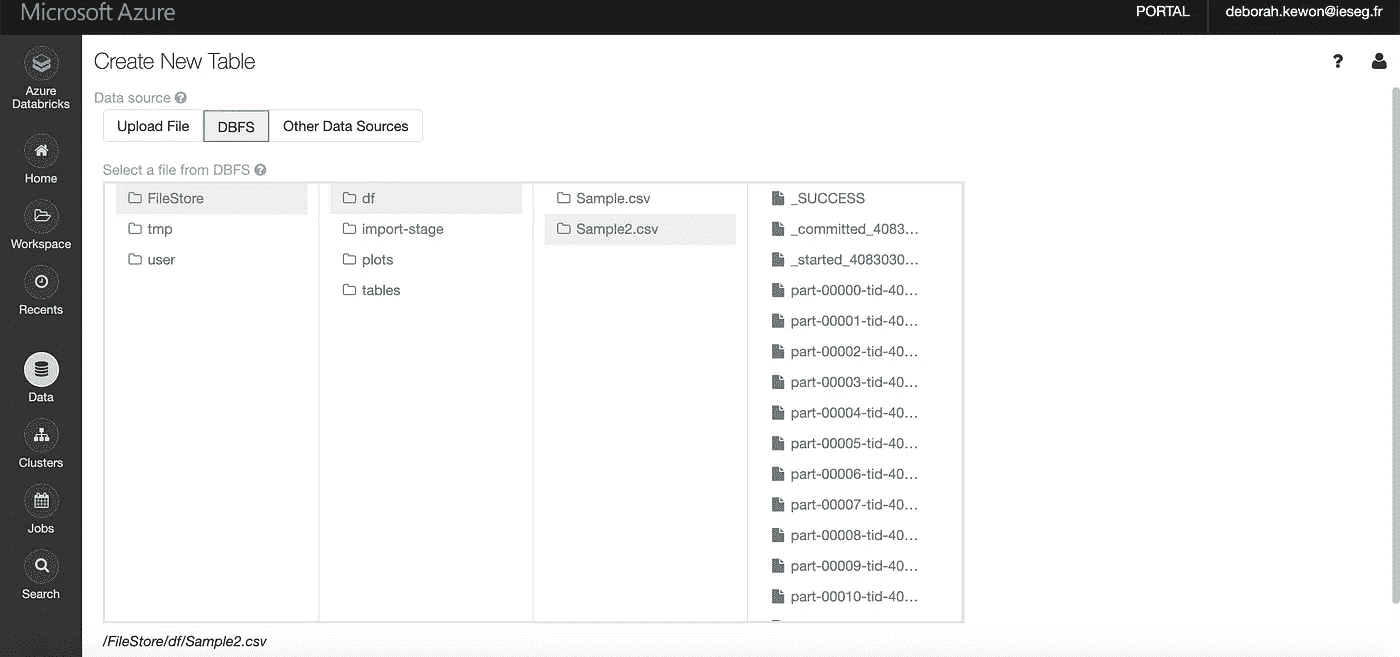 Microsoft Azure
PORTAL
deborah.kewon@ieseg.fr
Azure
Databricks
Home
Workspace
Recents
Data
Clusters
Jobs
Search
Create New Table
?
Data source ?
Upload File
DBFS
Other Data Sources
Select a file from DBFS ?
FileStore
tmp
user
df
import-stage
plots
tables
Sample.csv
Sample2.csv
_SUCCESS
_committed_4083...
_started_4083030...
part-00000-tid-40...
part-00001-tid-40...
part-00002-tid-40...
part-00003-tid-40...
part-00004-tid-40...
part-00005-tid-40...
part-00006-tid-40...
part-00007-tid-40...
part-00008-tid-40...
part-00009-tid-40...
part-00010-tid-40...
/FileStore/df/Sample2.csv